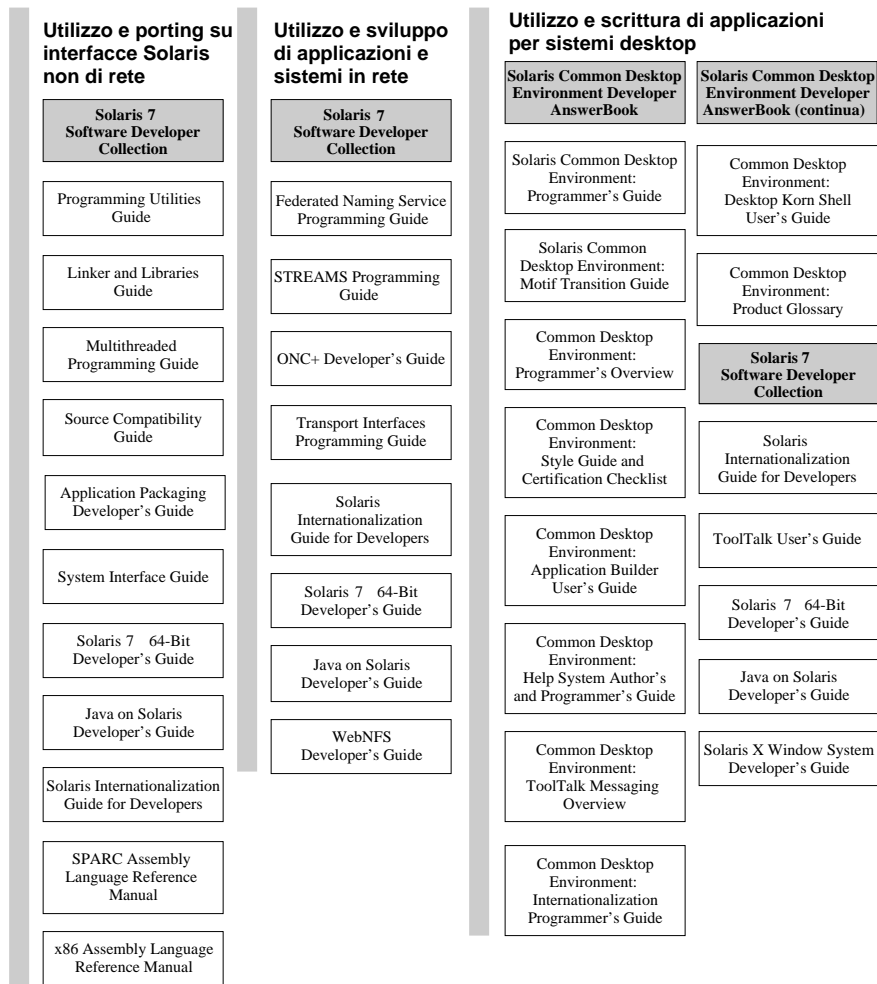 Utilizzo e porting su
interfacce Solaris
non di rete
Solaris 7
Software Developer
Collection
Programming Utilities
Guide
Linker and Libraries
Guide
Multithreaded
Programming Guide
Source Compatibility
Guide
Application Packaging
Developer's Guide
System Interface Guide
Solaris 7 64-Bit
Developer's Guide
Java on Solaris
Developer's Guide
Solaris Internationalization
Guide for Developers
SPARC Assembly
Language Reference
Manual
x86 Assembly Language
Reference Manual
Utilizzo e sviluppo
di applicazioni e
sistemi in rete
Solaris 7
Software Developer
Collection
Federated Naming Service
Programming Guide
STREAMS Programming
Guide
ONC+ Developer's Guide
Transport Interfaces
Programming Guide
Solaris
Internationalization
Guide for Developers
Solaris 7 64-Bit
Developer's Guide
Java on Solaris
Developer's Guide
WebNFS
Developer's Guide
Utilizzo e scrittura di applicazioni
per sistemi desktop
Solaris Common Desktop
Environment Developer
AnswerBook
Solaris Common Desktop
Environment:
Programmer's Guide
Solaris Common
Desktop Environment:
Motif Transition Guide
Common Desktop
Environment:
Programmer's Overview
Common Desktop
Environment:
Style Guide and
Certification Checklist
Common Desktop
Environment:
Application Builder
User's Guide
Common Desktop
Environment:
Help System Author's
and Programmer's Guide
Common Desktop
Environment:
ToolTalk Messaging
Overview
Common Desktop
Environment:
Internationalization
Programmer's Guide
Solaris Common Desktop
Environment Developer
AnswerBook (continua)
Common Desktop
Environment:
Desktop Korn Shell
User's Guide
Common Desktop
Environment:
Product Glossary
Solaris 7
Software Developer
Collection
Solaris
Internationalization
Guide for Developers
ToolTalk User's Guide
Solaris 7 64-Bit
Developer's Guide
Java on Solaris
Developer's Guide
Solaris X Window System
Developer's Guide